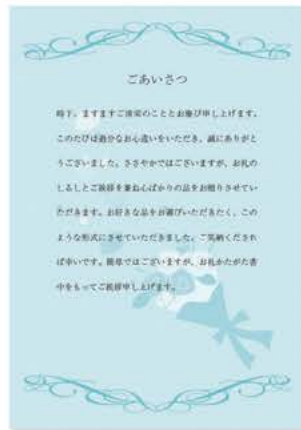 ごあいさつ
時下、ますますご清栄のこととお慶び申し上げます。
このたびは過分なお心遣いをいただき、誠にありがと
うございました。ささやかではございますが、お礼の
しるしとご挨拶を兼ね心ばかりの品をお贈りさせてい
ただきます。お好きな品をお選びいただきたく、この
ような形式にさせていただきました。ご笑納くだされ
ば幸いです。簡単ではございますが、お礼かたがた書
中をもってご挨拶申し上げます。